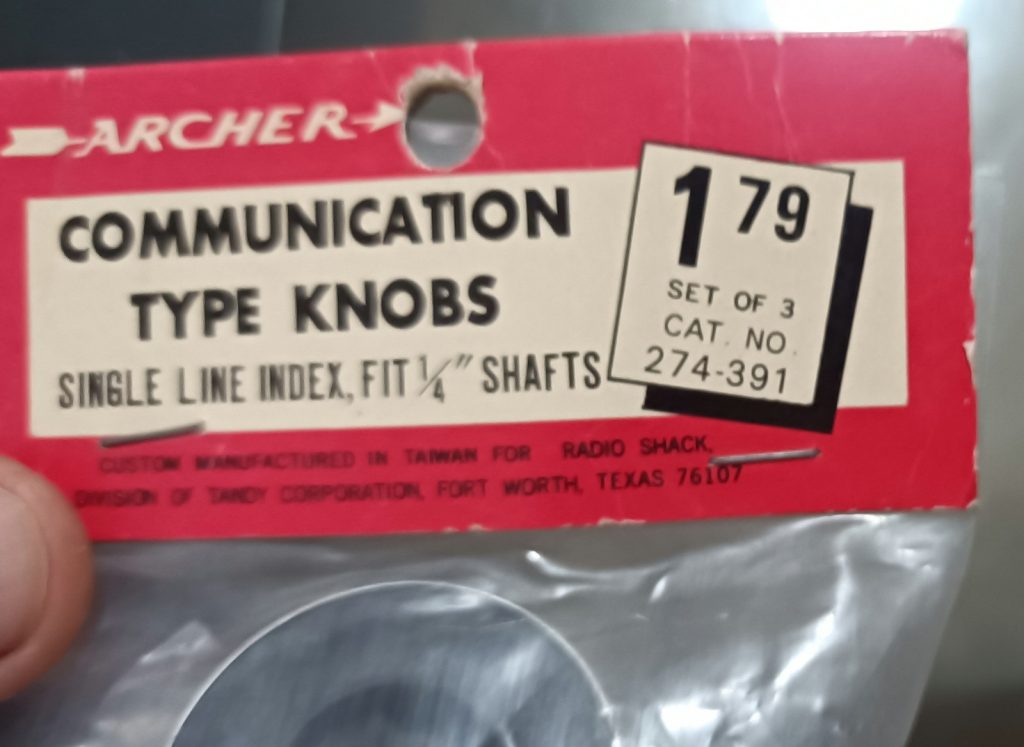 ARCHER
COMMUNICATION
TYPE KNOBS
SINGLE LINE INDEX, FIT 1/4" SHAFTS
1 79
SET OF 3
CAT. NO.
274-391
CUSTOM MANUFACTURED IN TAIWAN FOR RADIO SHACK,
DIVISION OF TANDY CORPORATION, FORT WORTH, TEXAS 76107